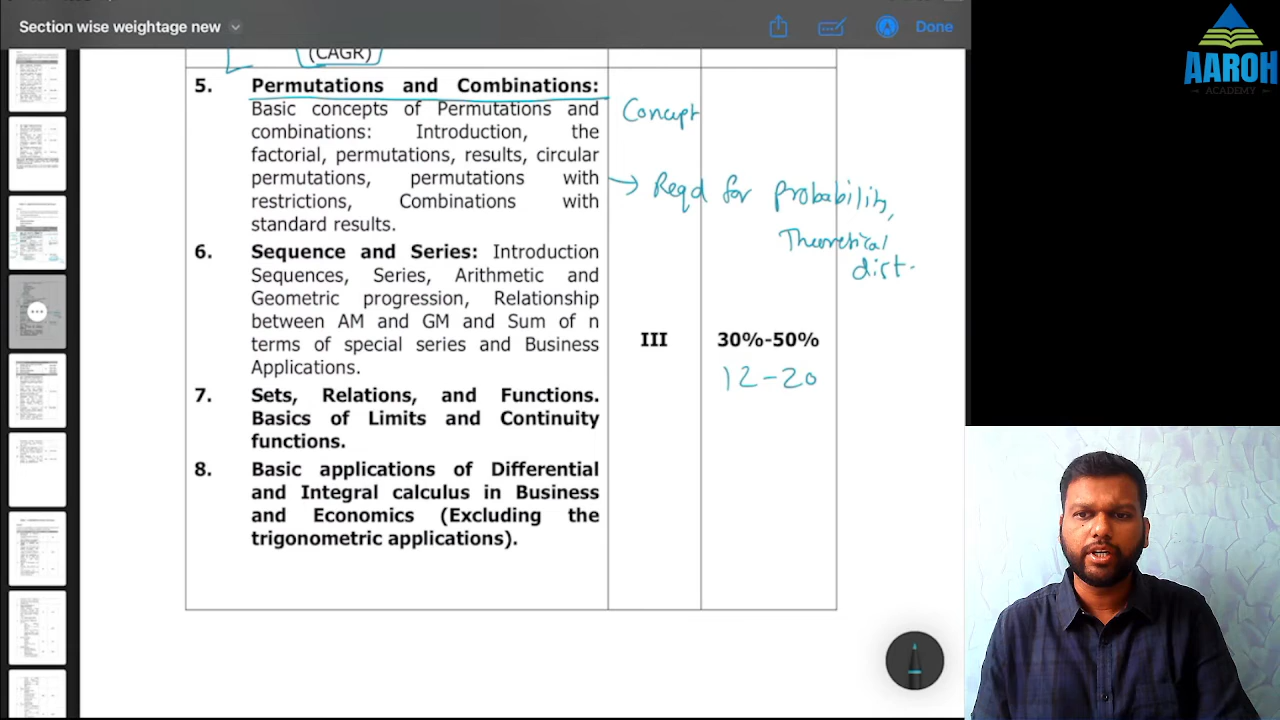 Section wise weightage new
Done
AAROH
ACADEMY
(CAGR)
5. Permutations and Combinations:
Basic concepts of Permutations and
combinations: Introduction, the
factorial, permutations, results, circular
permutations, permutations with
restrictions, Combinations with
standard results.
Concept
→ Reqd for probability,
Theoretical
dist.
6. Sequence and Series: Introduction
Sequences, Series, Arithmetic and
Geometric progression, Relationship
between AM and GM and Sum of n
terms of special series and Business
Applications.
III 30%-50%
12-20
7. Sets, Relations, and Functions.
Basics of Limits and Continuity
functions.
8. Basic applications of Differential
and Integral calculus in Business
and Economics (Excluding the
trigonometric applications).